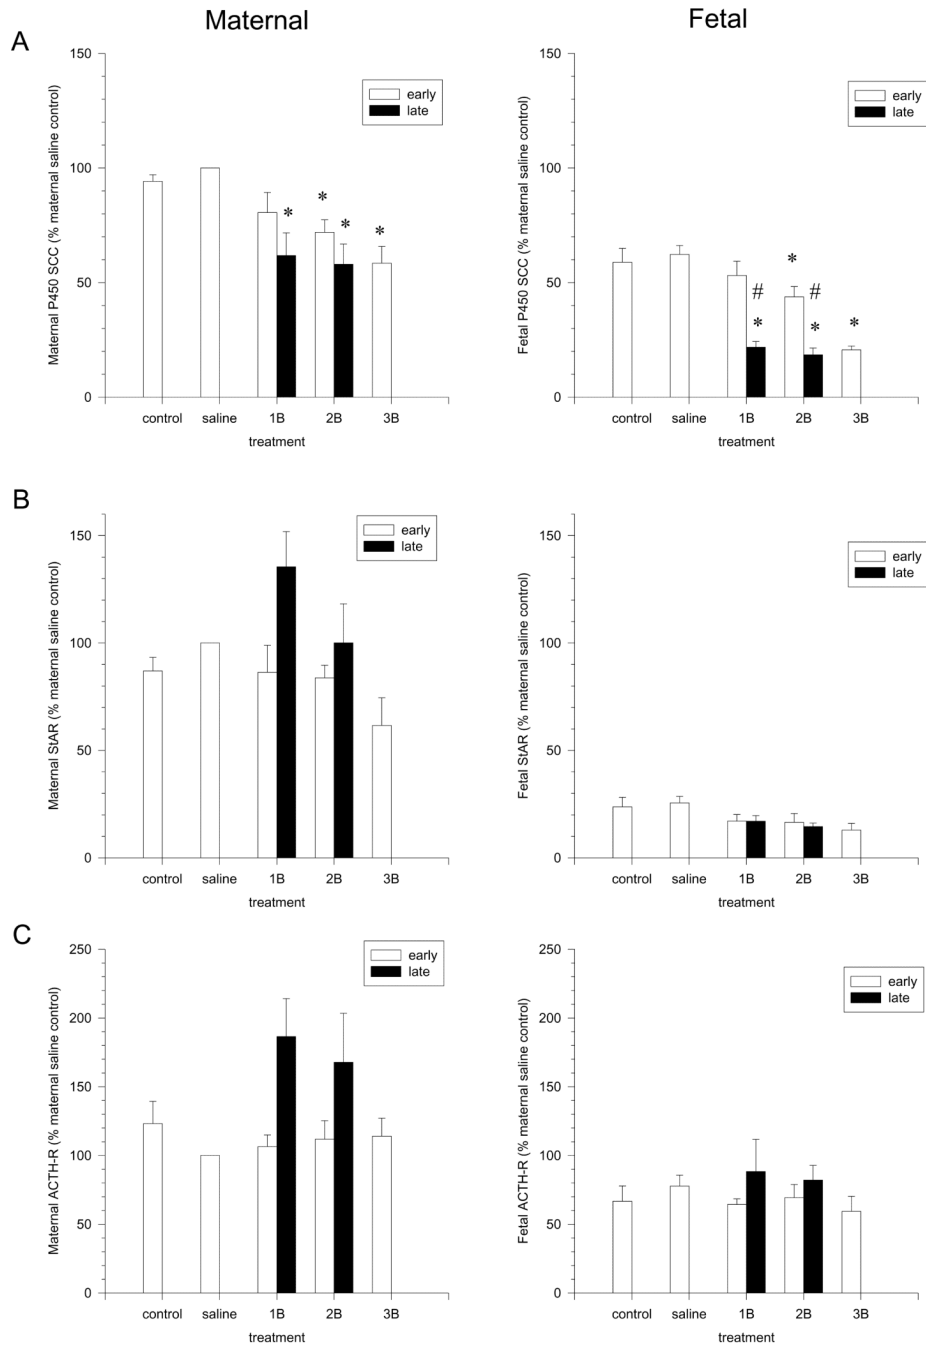 Maternal
Fetal
A
Maternal P450 SCC (% maternal saline control)
150
100
50
0
early
late
*
*
*
*
control saline 1B 2B 3B
treatment
Fetal P450 SCC (% maternal saline control)
150
100
50
0
early
late
*
# #
* * *
control saline 1B 2B 3B
treatment
B
Maternal StAR (% maternal saline control)
150
100
50
0
early
late
control saline 1B 2B 3B
treatment
Fetal StAR (% maternal saline control)
150
100
50
0
early
late
control saline 1B 2B 3B
treatment
C
Maternal ACTH-R (% maternal saline control)
250
200
150
100
50
0
early
late
control saline 1B 2B 3B
treatment
Fetal ACTH-R (% maternal saline control)
250
200
150
100
50
0
early
late
control saline 1B 2B 3B
treatment